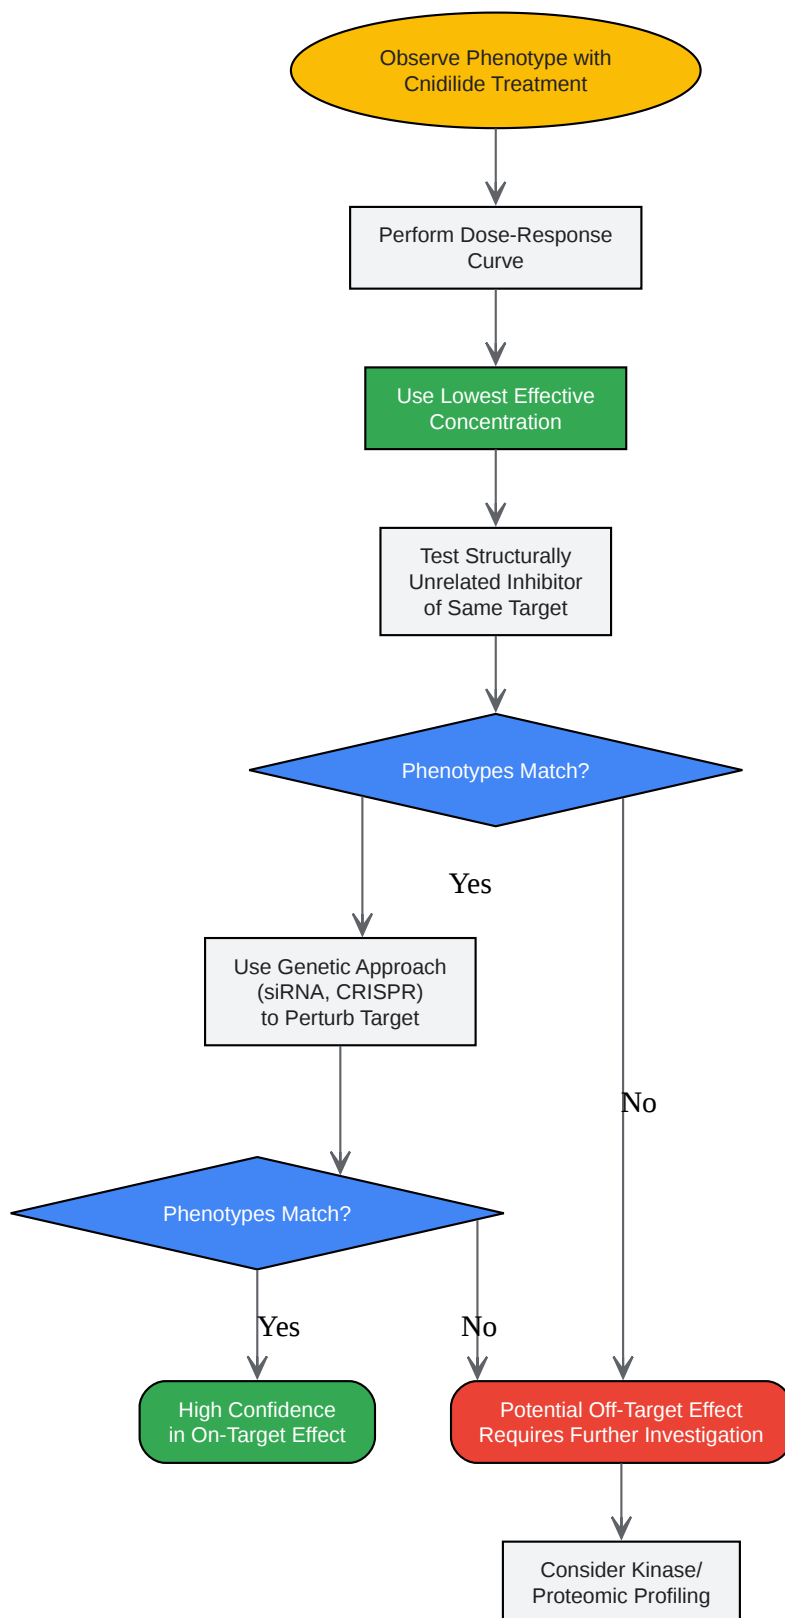 Observe Phenotype with
Cnidilide Treatment
Perform Dose-Response
Curve
Use Lowest Effective
Concentration
Test Structurally
Unrelated Inhibitor
of Same Target
Phenotypes Match?
Yes
Use Genetic Approach
(siRNA, CRISPR)
to Perturb Target
No
Phenotypes Match?
Yes
No
High Confidence
in On-Target Effect
Potential Off-Target Effect
Requires Further Investigation
Consider Kinase/
Proteomic Profiling